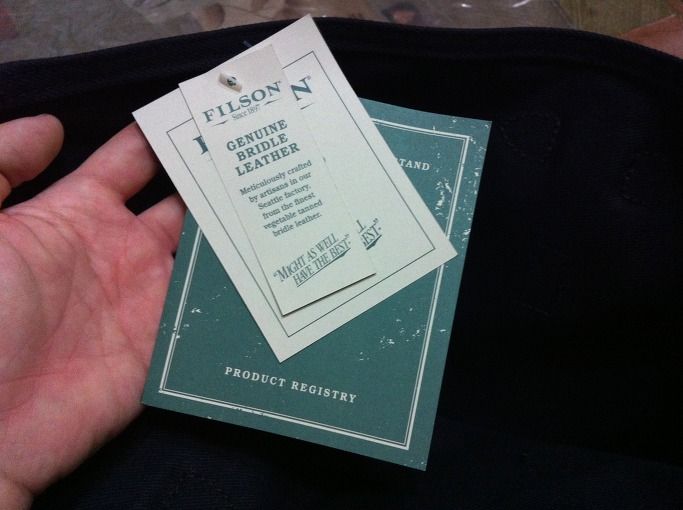 FILSON®
Since 1897
GENUINE
BRIDLE
LEATHER
Meticulously crafted
by artisans in our
Seattle factory,
from the finest
vegetable tanned
bridle leather.
"MIGHT AS WELL
HAVE THE BEST."
N®
PRODUCT REGISTRY